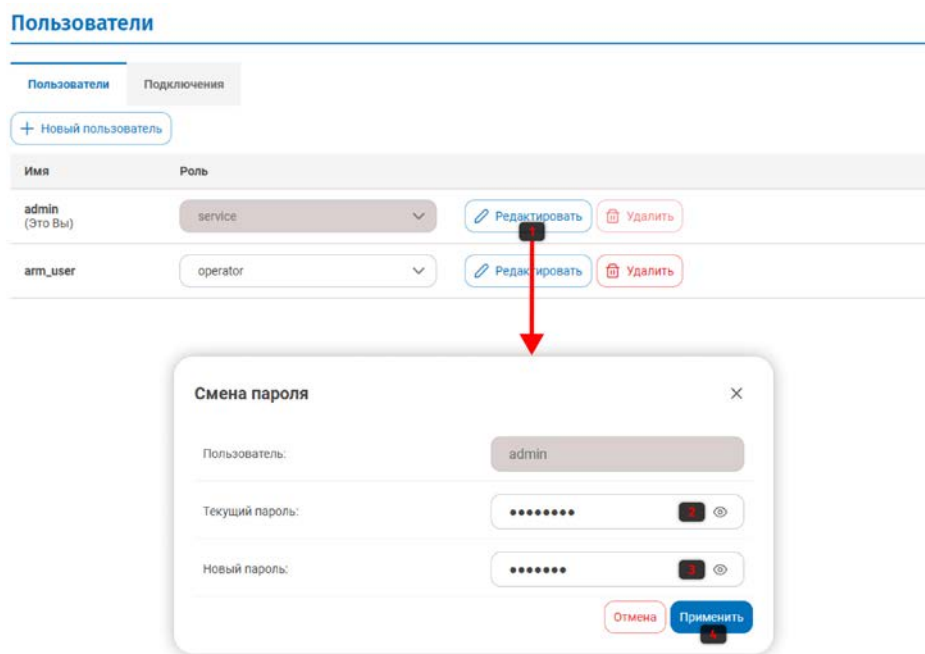 Пользователи
Пользователи Подключения
+ Новый пользователь
Имя Роль
admin service Редактировать Удалить
(Это Вы)
1
arm_user operator Редактировать Удалить
Смена пароля
Пользователь: admin
Текущий пароль: •••••••• 2
Новый пароль: ••••••• 3
Отмена Применить
4